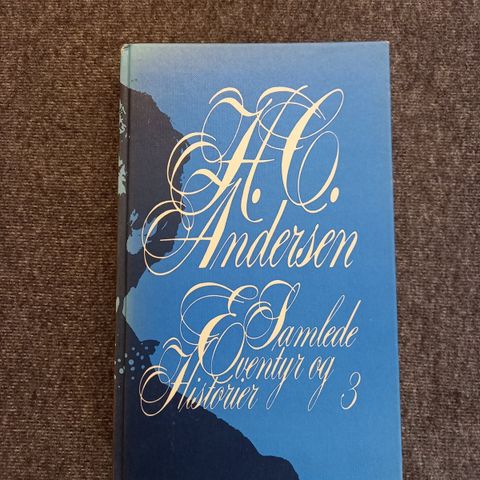 H. C.
Andersen
Samlede
Eventyr og
Historier 3